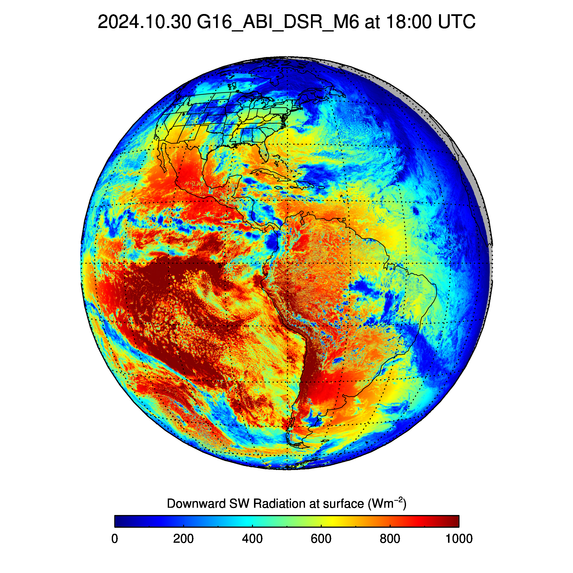 2024.10.30 G16_ABI_DSR_M6 at 18:00 UTC
Downward SW Radiation at surface (Wm⁻²)
0 200 400 600 800 1000